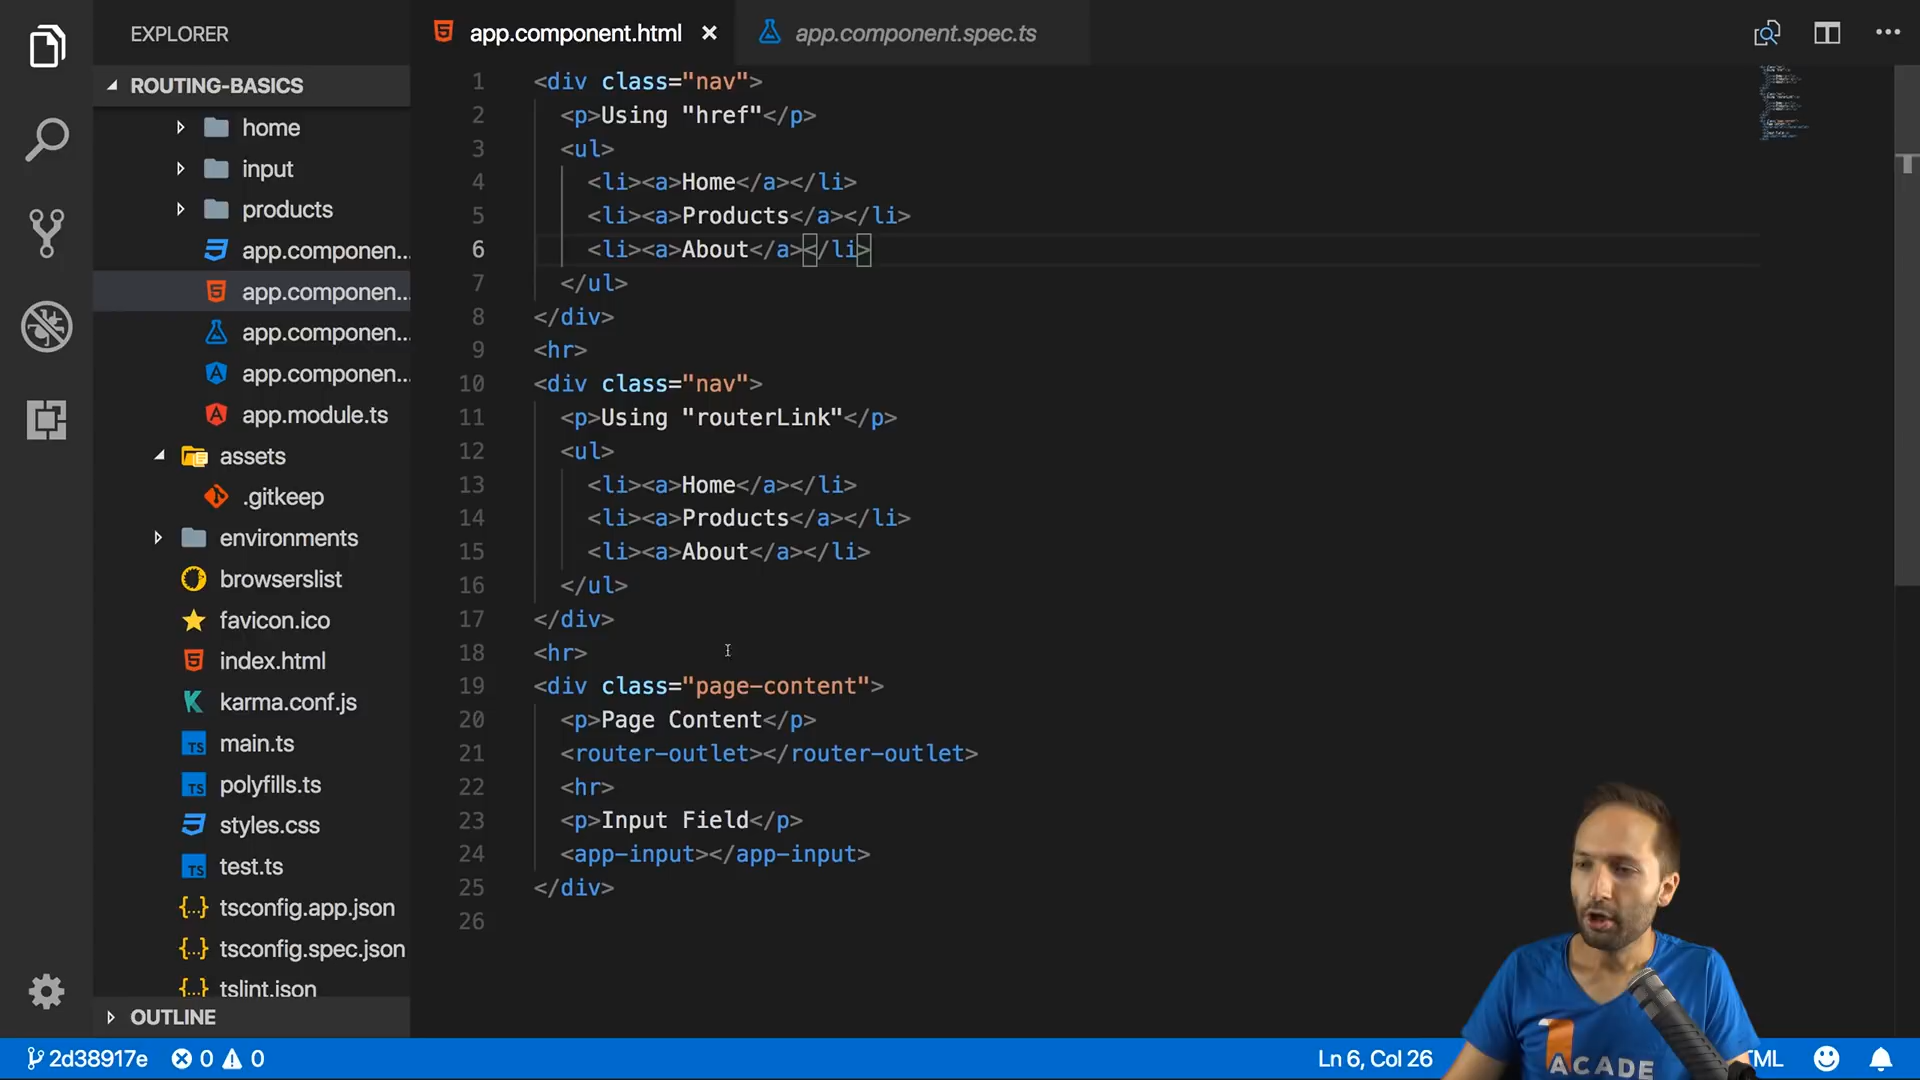 EXPLORER
ROUTING-BASICS
home
input
products
app.componen...
app.componen...
app.componen...
app.componen...
app.module.ts
assets
.gitkeep
environments
browserslist
favicon.ico
index.html
karma.conf.js
main.ts
polyfills.ts
styles.css
test.ts
tsconfig.app.json
tsconfig.spec.json
tslint.json
OUTLINE
app.component.html
app.component.spec.ts
1 <div class="nav">
2 <p>Using "href"</p>
3 <ul>
4 <li><a>Home</a></li>
5 <li><a>Products</a></li>
6 <li><a>About</a></li>
7 </ul>
8 </div>
9 <hr>
10 <div class="nav">
11 <p>Using "routerLink"</p>
12 <ul>
13 <li><a>Home</a></li>
14 <li><a>Products</a></li>
15 <li><a>About</a></li>
16 </ul>
17 </div>
18 <hr>
19 <div class="page-content">
20 <p>Page Content</p>
21 <router-outlet></router-outlet>
22 <hr>
23 <p>Input Field</p>
24 <app-input></app-input>
25 </div>
26
ACADE
2d38917e 0 0
Ln 6, Col 26
TML